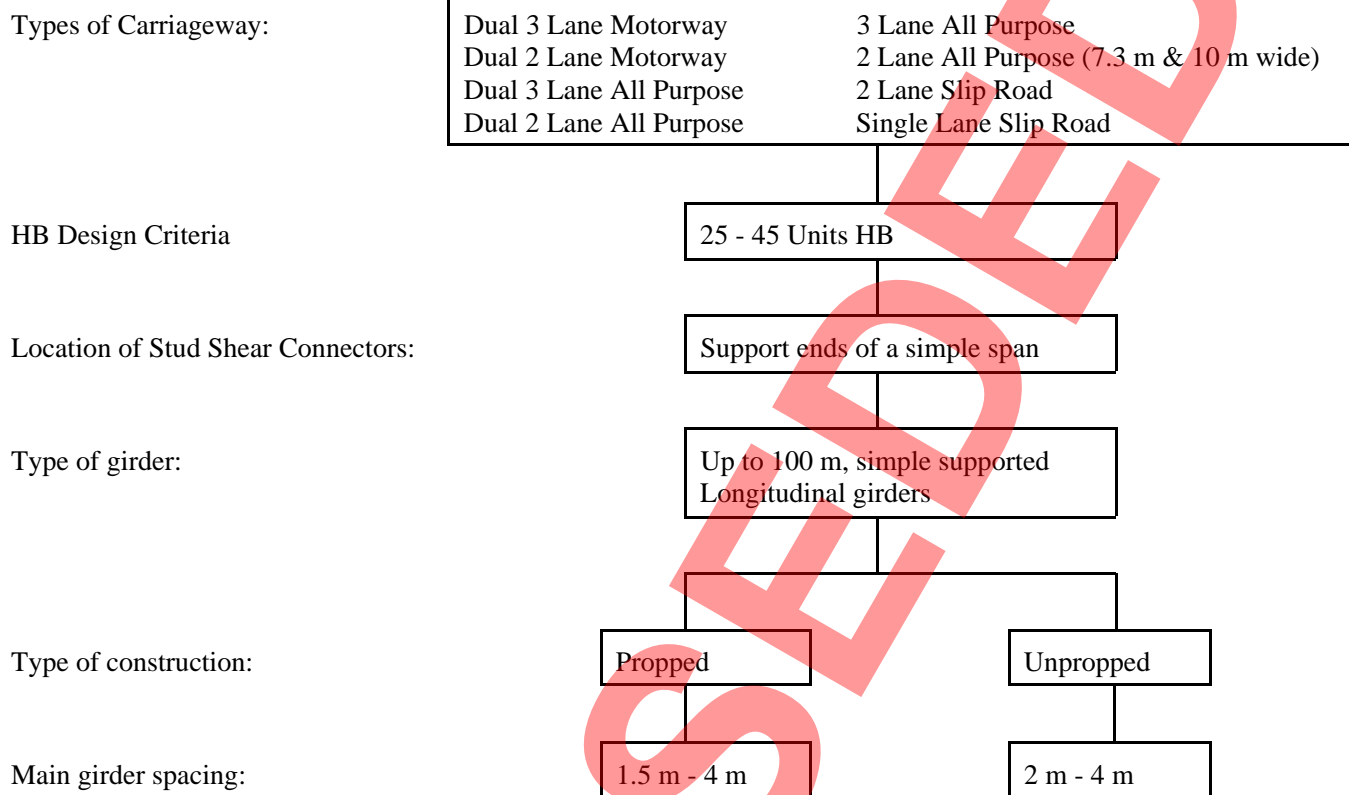 Types of Carriageway:
Dual 3 Lane Motorway 3 Lane All Purpose
Dual 2 Lane Motorway 2 Lane All Purpose (7.3 m & 10 m wide)
Dual 3 Lane All Purpose 2 Lane Slip Road
Dual 2 Lane All Purpose Single Lane Slip Road
HB Design Criteria 25 - 45 Units HB
Location of Stud Shear Connectors: Support ends of a simple span
Type of girder: Up to 100 m, simple supported
Longitudinal girders
Type of construction: Propped Unpropped
Main girder spacing: 1.5 m - 4 m 2 m - 4 m
SEDED